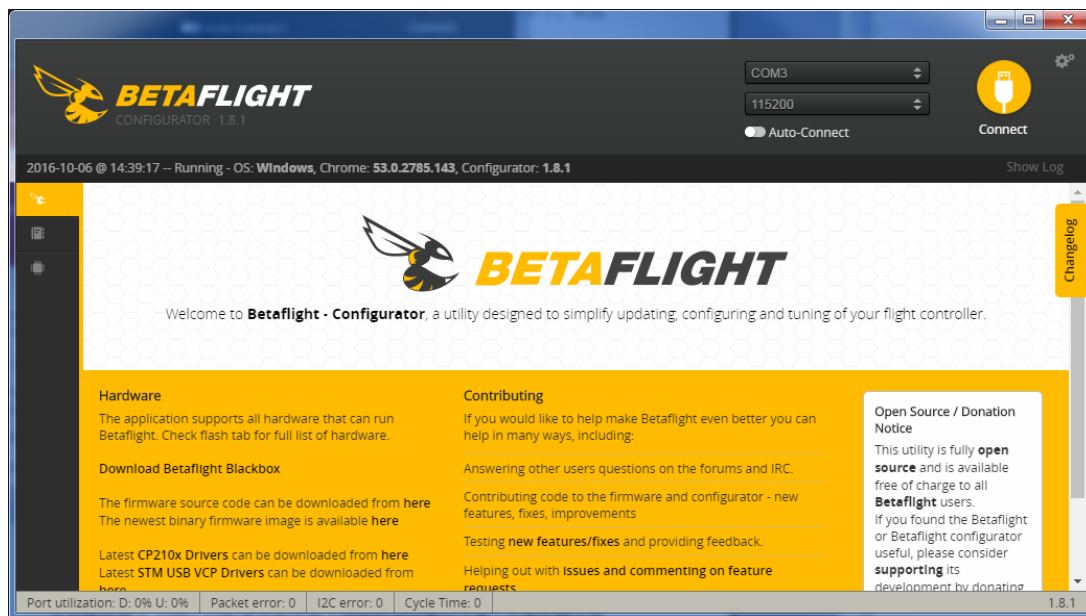 BETAFLIGHT
CONFIGURATOR 1.8.1
COM3
115200
Auto-Connect
Connect
2016-10-06 @ 14:39:17 -- Running - OS: Windows, Chrome: 53.0.2785.143, Configurator: 1.8.1
Show Log
Changelog
BETAFLIGHT
Welcome to Betaflight - Configurator, a utility designed to simplify updating, configuring and tuning of your flight controller.
Hardware
The application supports all hardware that can run
Betaflight. Check flash tab for full list of hardware.
Download Betaflight Blackbox
The firmware source code can be downloaded from here
The newest binary firmware image is available here
Latest CP210x Drivers can be downloaded from here
Latest STM USB VCP Drivers can be downloaded from
here
Contributing
If you would like to help make Betaflight even better you can
help in many ways, including:
Answering other users questions on the forums and IRC.
Contributing code to the firmware and configurator - new
features, fixes, improvements
Testing new features/fixes and providing feedback.
Helping out with issues and commenting on feature
requests.
Open Source / Donation
Notice
This utility is fully open
source and is available
free of charge to all
Betaflight users.
If you found the Betaflight
or Betaflight configurator
useful, please consider
supporting its
development by donating
Port utilization: D: 0% U: 0%
Packet error: 0
I2C error: 0
Cycle Time: 0
1.8.1